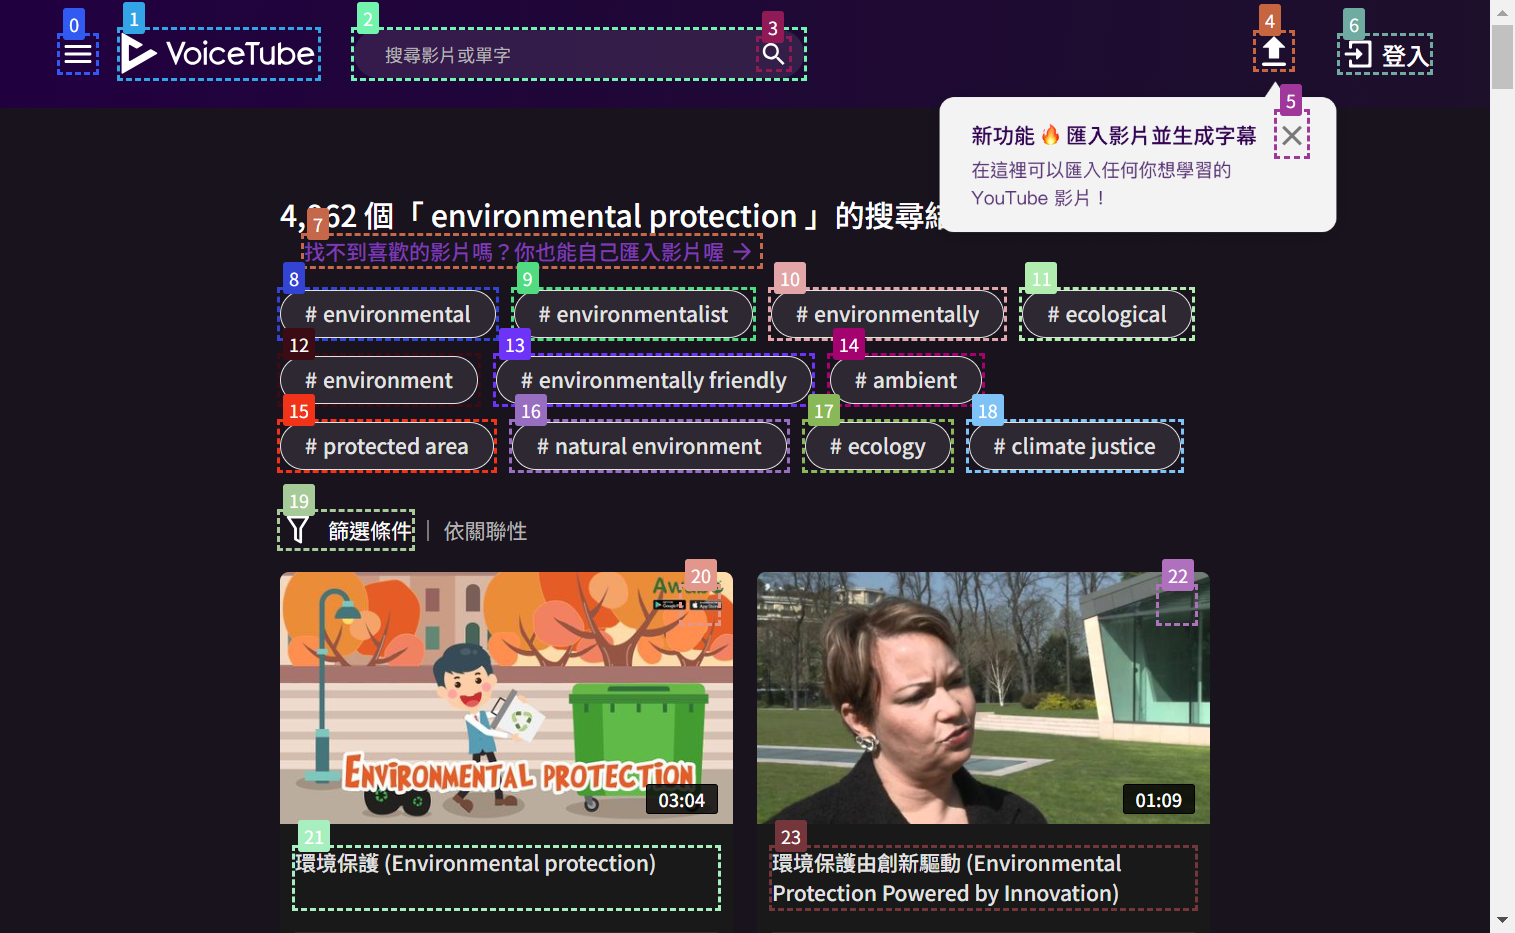 VoiceTube
搜尋影片或單字
登入
新功能 🔥 匯入影片並生成字幕
在這裡可以匯入任何你想學習的
YouTube 影片！
個「 environmental protection 」的搜尋
找不到喜歡的影片嗎？你也能自己匯入影片喔 →
# environmental
# environmentalist
# environmentally
# ecological
# environment
# environmentally friendly
# ambient
# protected area
# natural environment
# ecology
# climate justice
篩選條件 | 依關聯性
ENVIRONMENTAL PROTECTION
03:04
01:09
環境保護 (Environmental protection)
環境保護由創新驅動 (Environmental
Protection Powered by Innovation)
0
1
2
3
4
5
6
7
8
9
10
11
12
13
14
15
16
17
18
19
20
21
22
23